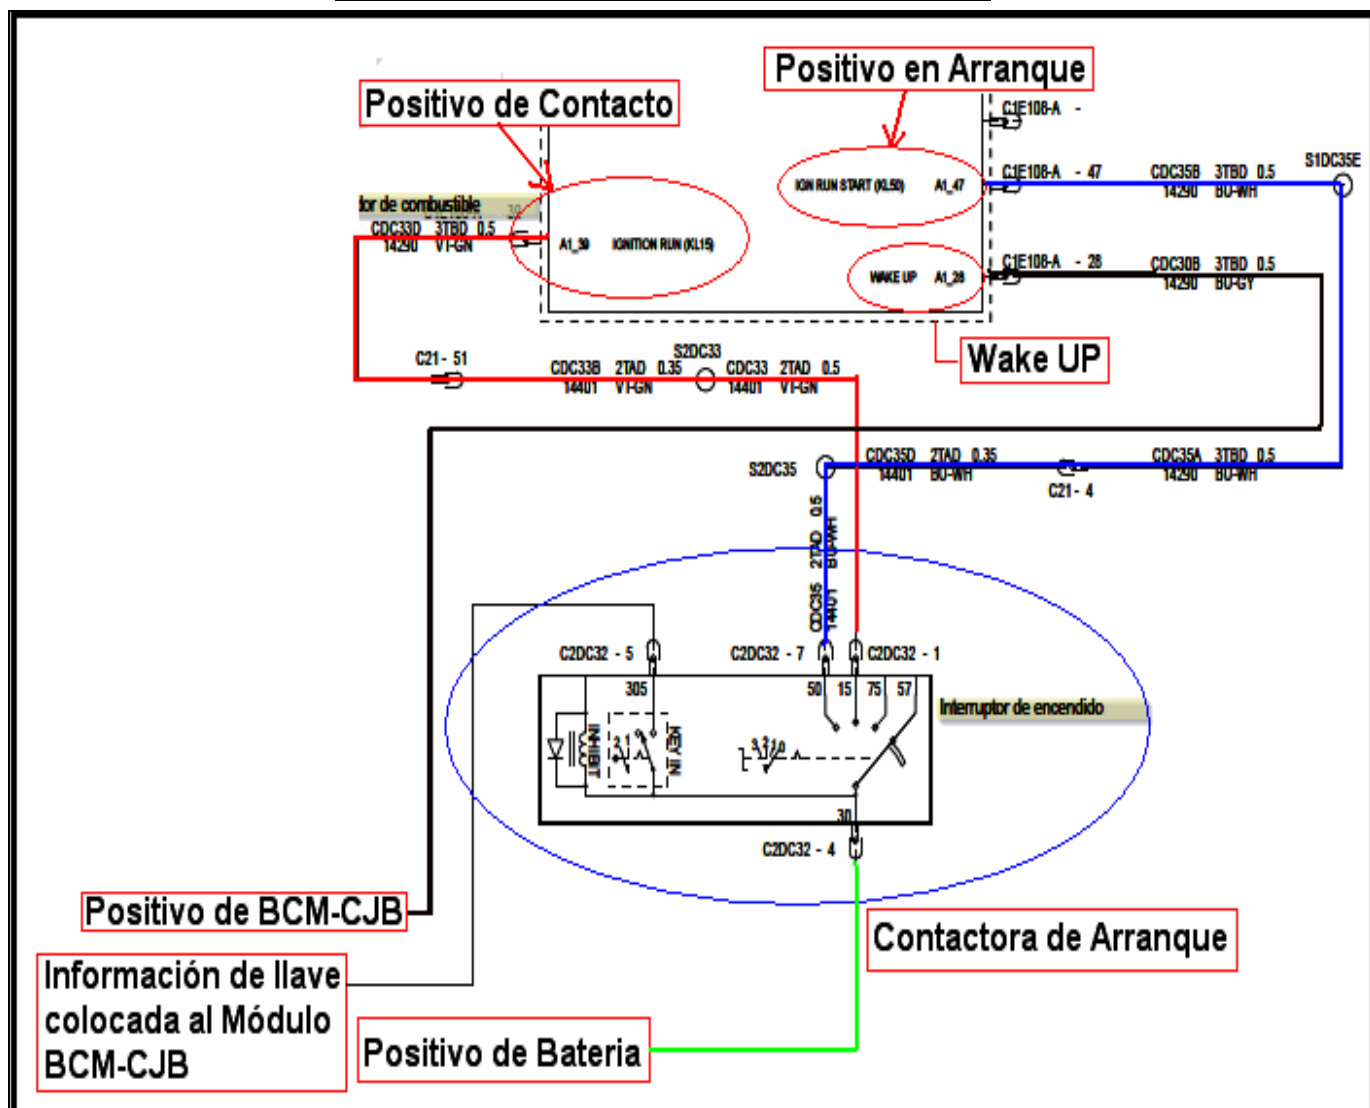 Positivo en Arranque
Positivo de Contacto
C1E108-A -
IGN RUN START (KL50) A1_47
C1E108-A - 47
CDC35B 3TBD 0.5
14290 BU-WH
S1DC35E
dor de combustible
CDC33D 3TBD 0.5
14290 VT-GN
A1_39 IGNITION RUN (KL15)
WAKE UP A1_28
C1E108-A - 28
CDC30B 3TBD 0.5
14290 BU-GY
Wake UP
C21 - 51
S2DC33
CDC33B 2TAD 0.35
14401 VT-GN
CDC33 2TAD 0.5
14401 VT-GN
S2DC35
CDC35D 2TAD 0.35
14401 BU-WH
C21 - 4
CDC35A 3TBD 0.5
14290 BU-WH
CDC35 2TAD 0.5
14401 BU-WH
C2DC32 - 5
C2DC32 - 7
C2DC32 - 1
305
50 15 75 57
Interruptor de encendido
INHIBIT
2 1
KEY IN
3 2 1 0
30
C2DC32 - 4
Positivo de BCM-CJB
Contactora de Arranque
Información de llave
colocada al Módulo
BCM-CJB
Positivo de Bateria